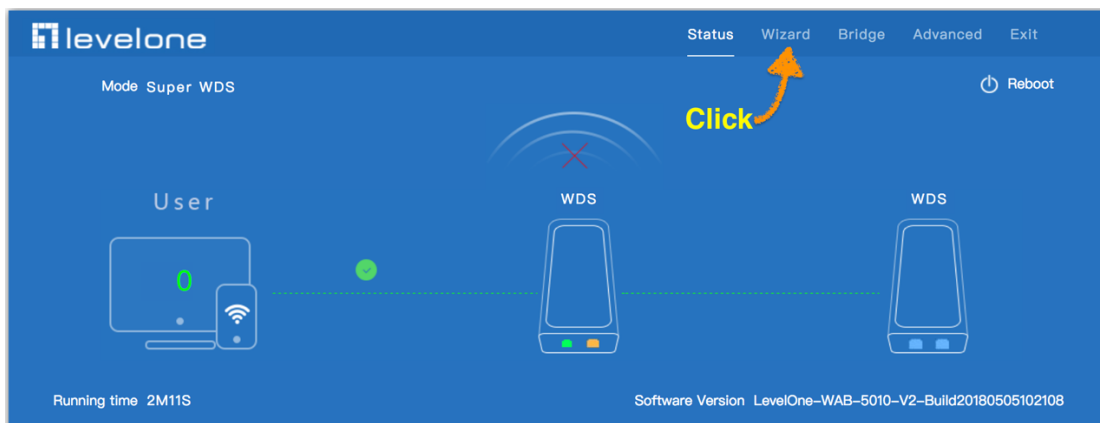 levelone
Status Wizard Bridge Advanced Exit
Mode Super WDS
Reboot
Click
User
WDS
WDS
0
Running time 2M11S
Software Version LevelOne-WAB-5010-V2-Build20180505102108